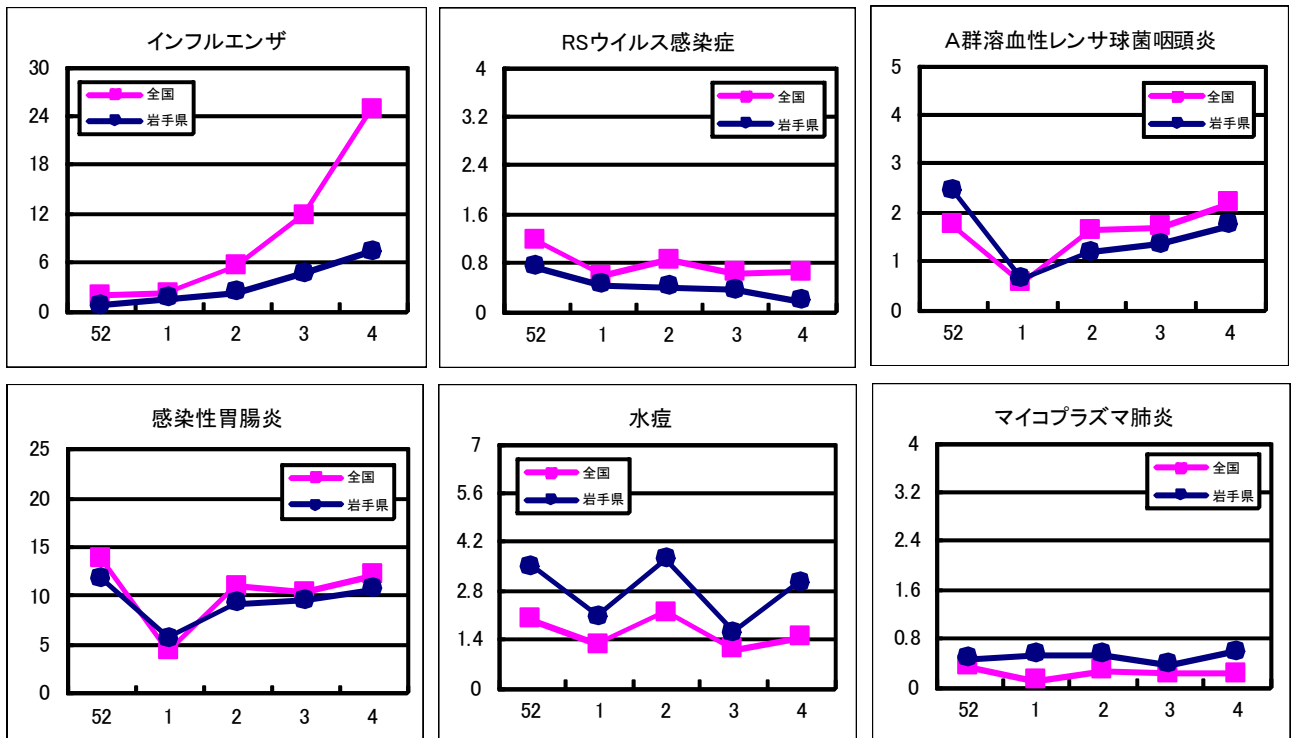 インフルエンザ
30
24
18
12
6
0
全国
岩手県
52 1 2 3 4
RSウイルス感染症
4
3.2
2.4
1.6
0.8
0
全国
岩手県
52 1 2 3 4
A群溶血性レンサ球菌咽頭炎
5
4
3
2
1
0
全国
岩手県
52 1 2 3 4
感染性胃腸炎
25
20
15
10
5
0
全国
岩手県
52 1 2 3 4
水痘
7
5.6
4.2
2.8
1.4
0
全国
岩手県
52 1 2 3 4
マイコプラズマ肺炎
4
3.2
2.4
1.6
0.8
0
全国
岩手県
52 1 2 3 4